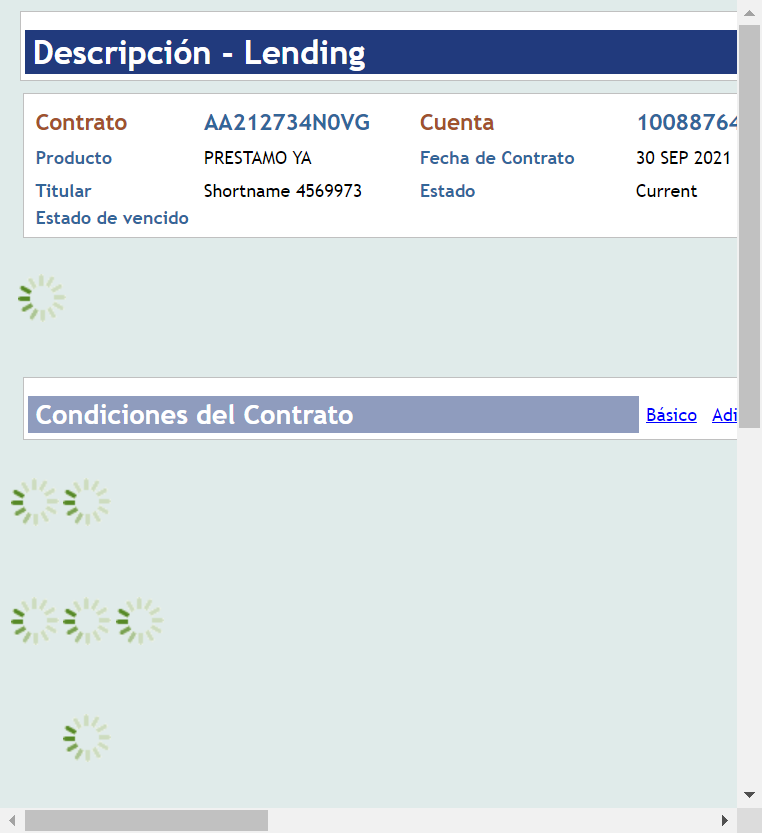 Descripción - Lending
Contrato AA212734N0VG Cuenta 10088764
Producto PRESTAMO YA Fecha de Contrato 30 SEP 2021
Titular Shortname 4569973 Estado Current
Estado de vencido
Condiciones del Contrato Básico Adi